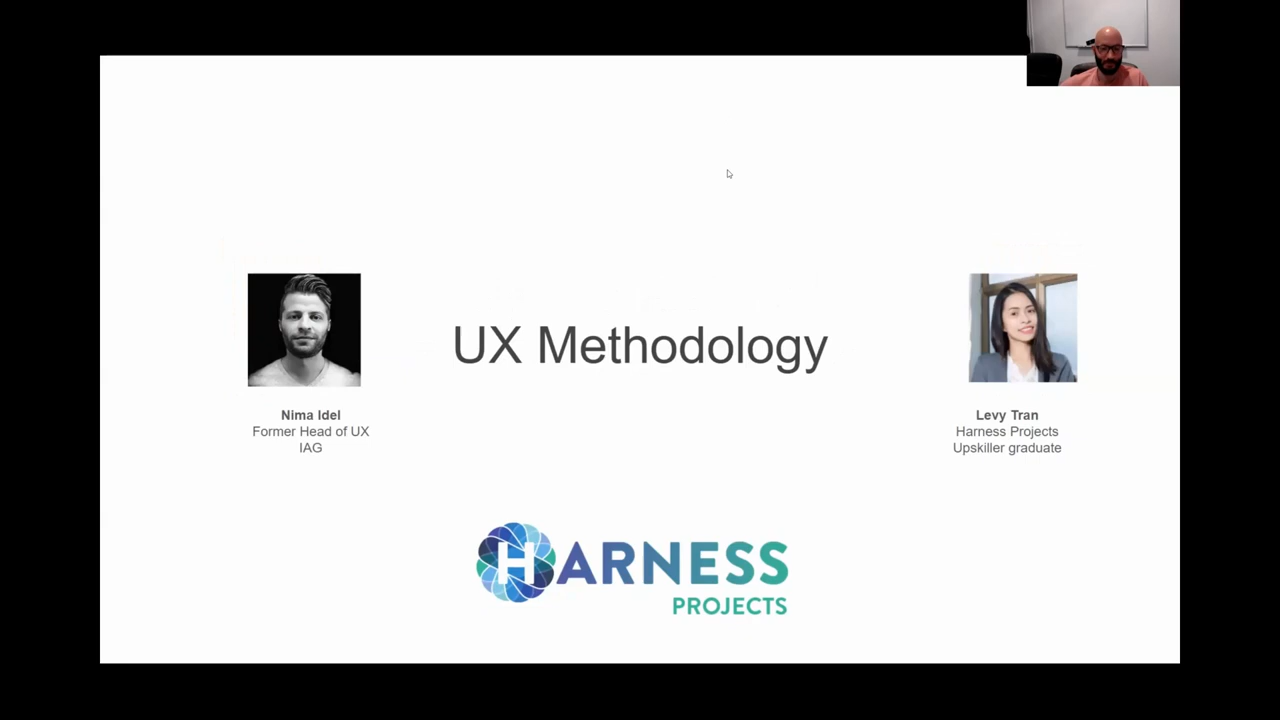 UX Methodology
Nima Idel
Former Head of UX
IAG
Levy Tran
Harness Projects
Upskiller graduate
HARNESS
PROJECTS